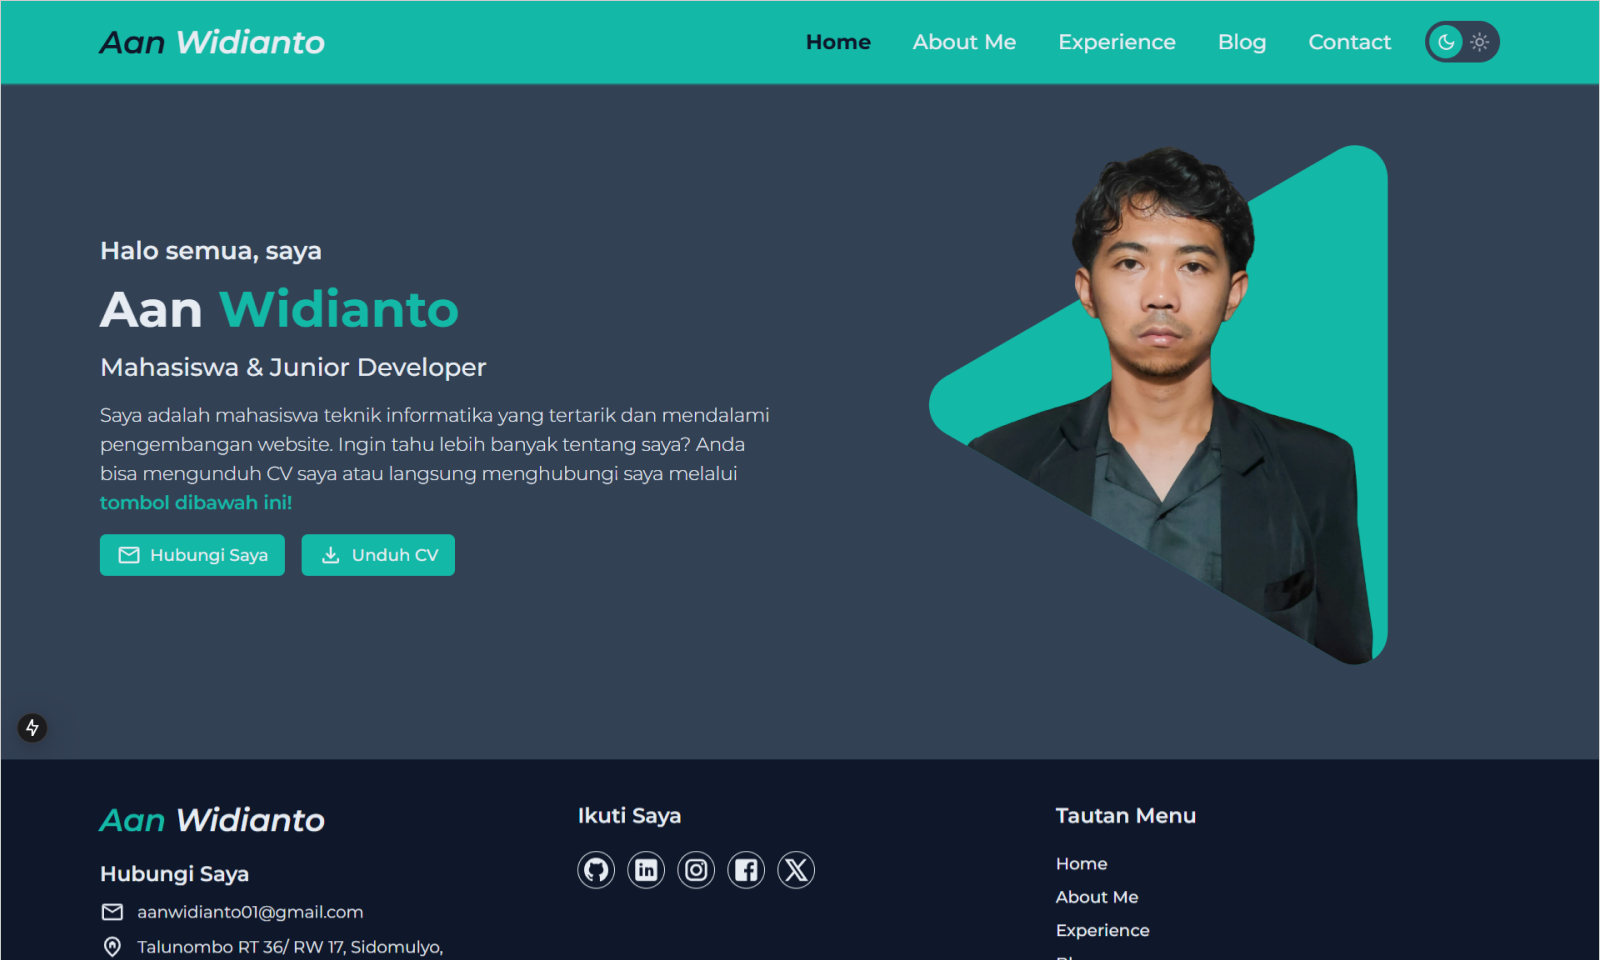 Aan Widianto
Home About Me Experience Blog Contact
Halo semua, saya
Aan Widianto
Mahasiswa & Junior Developer
Saya adalah mahasiswa teknik informatika yang tertarik dan mendalami
pengembangan website. Ingin tahu lebih banyak tentang saya? Anda
bisa mengunduh CV saya atau langsung menghubungi saya melalui
tombol dibawah ini!
Hubungi Saya Unduh CV
Aan Widianto
Hubungi Saya
aanwidianto01@gmail.com
Talunombo RT 36/ RW 17, Sidomulyo,
Ikuti Saya
Tautan Menu
Home
About Me
Experience